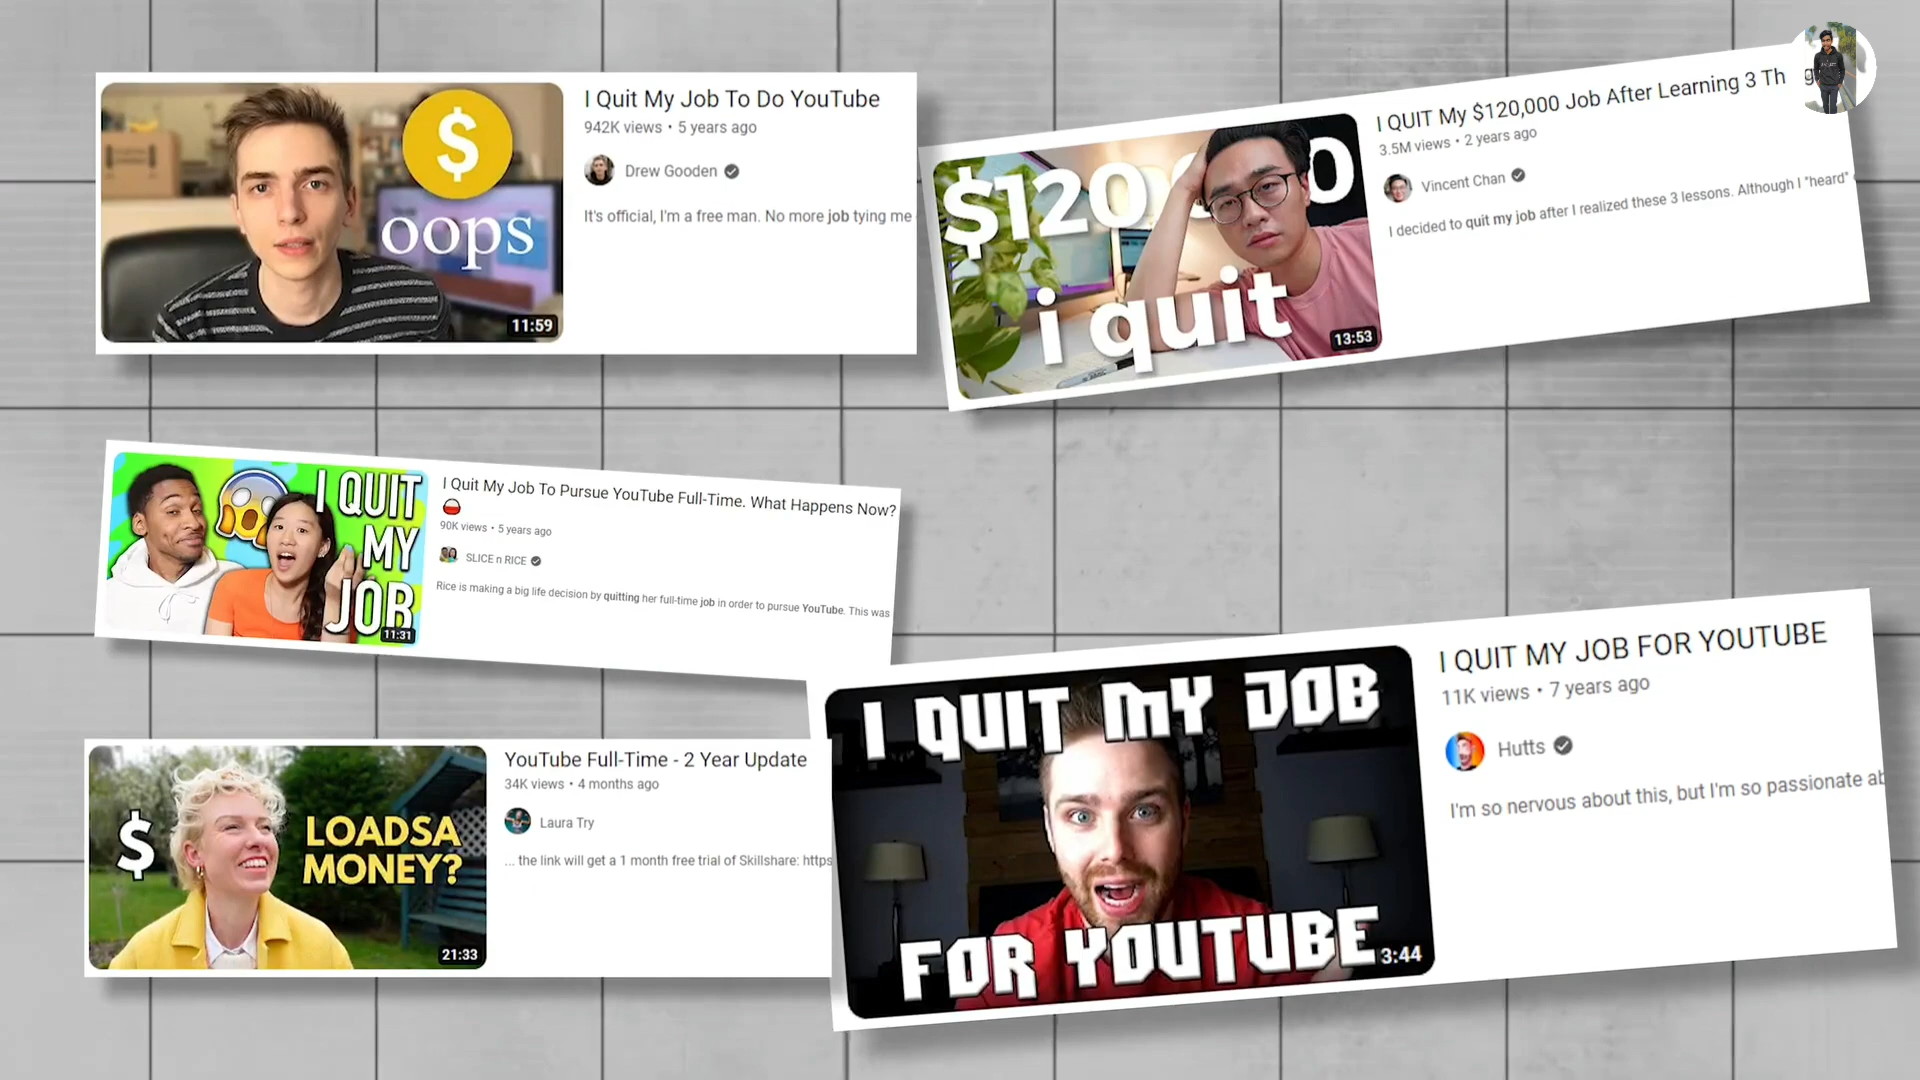 $
oops
11:59
I Quit My Job To Do YouTube
942K views • 5 years ago
Drew Gooden
It's official, I'm a free man. No more job tying me
$120,000
i quit
13:53
I QUIT My $120,000 Job After Learning 3 Th g
3.5M views • 2 years ago
Vincent Chan
I decided to quit my job after I realized these 3 lessons. Although I "heard"
I QUIT
MY
JOB
11:31
I Quit My Job To Pursue YouTube Full-Time. What Happens Now?
90K views • 5 years ago
SLICE n RICE
Rice is making a big life decision by quitting her full-time job in order to pursue YouTube. This was
$
LOADSA
MONEY?
21:33
YouTube Full-Time - 2 Year Update
34K views • 4 months ago
Laura Try
... the link will get a 1 month free trial of Skillshare: https
I QUIT MY JOB
FOR YOUTUBE
3:44
I QUIT MY JOB FOR YOUTUBE
11K views • 7 years ago
Hutts
I'm so nervous about this, but I'm so passionate ab